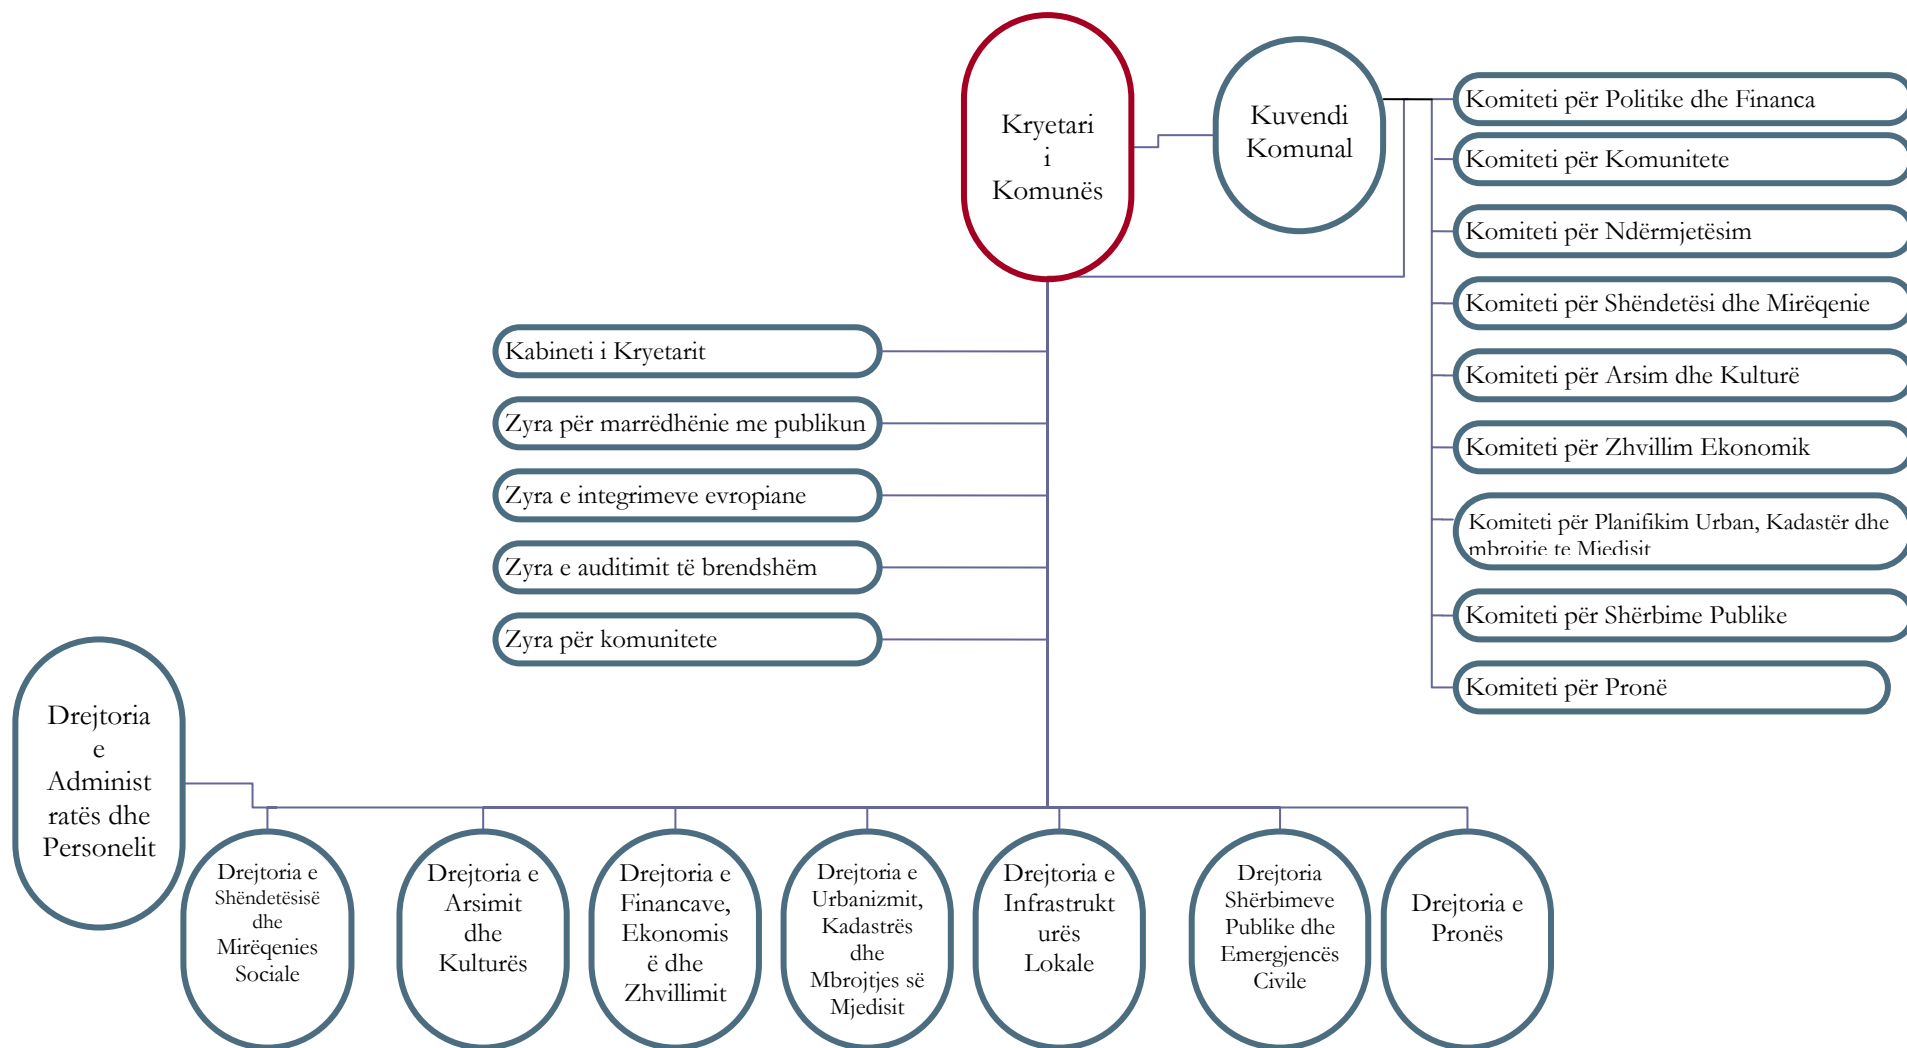 Kryetari
i
Komunës
Kuvendi
Komunal
Komiteti për Politike dhe Financa
Komiteti për Komunitete
Komiteti për Ndërmjetësim
Komiteti për Shëndetësi dhe Mirëqenie
Komiteti për Arsim dhe Kulturë
Komiteti për Zhvillim Ekonomik
Komiteti për Planifikim Urban, Kadastër dhe
mbrojtje te Mjedisit
Komiteti për Shërbime Publike
Komiteti për Pronë
Kabineti i Kryetarit
Zyra për marrëdhënie me publikun
Zyra e integrimeve evropiane
Zyra e auditimit të brendshëm
Zyra për komunitete
Drejtoria
e
Administ
ratës dhe
Personelit
Drejtoria e
Shëndetësisë
dhe
Mirëqenies
Sociale
Drejtoria e
Arsimit
dhe
Kulturës
Drejtoria e
Financave,
Ekonomis
ë dhe
Zhvillimit
Drejtoria e
Urbanizmit,
Kadastrës
dhe
Mbrojtjes së
Mjedisit
Drejtoria e
Infrastrukt
urës
Lokale
Drejtoria
Shërbimeve
Publike dhe
Emergjencës
Civile
Drejtoria e
Pronës